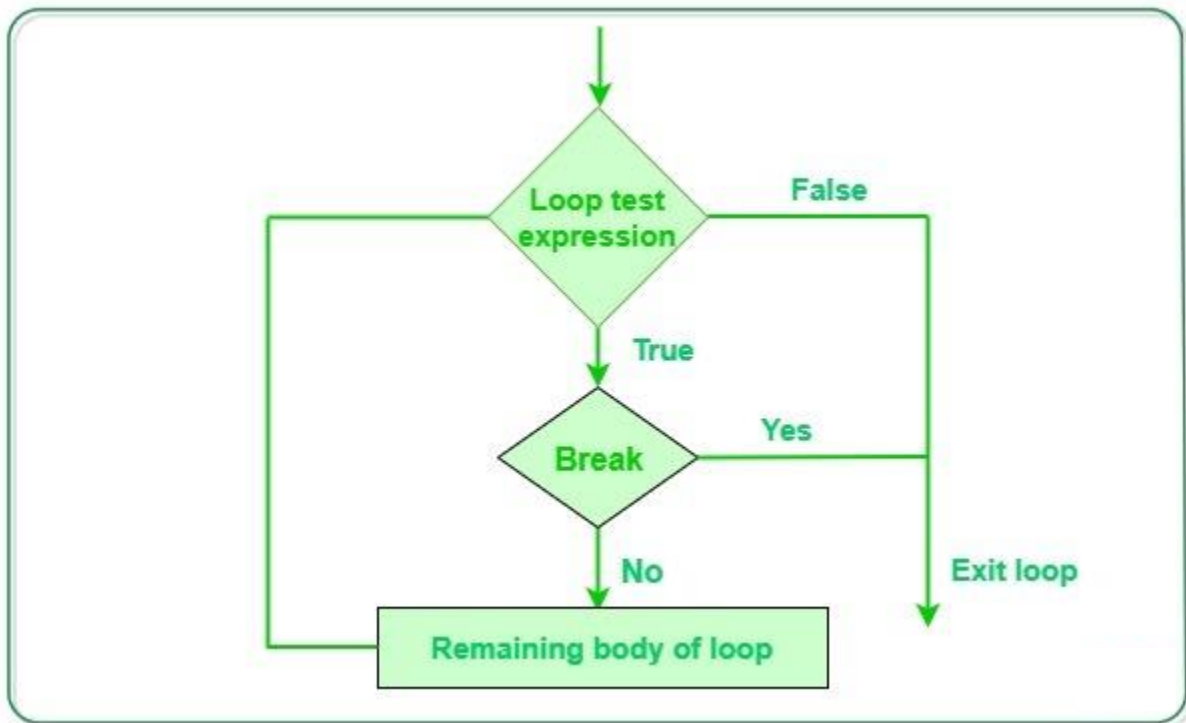 Loop test
expression
False
True
Break
Yes
No
Exit loop
Remaining body of loop